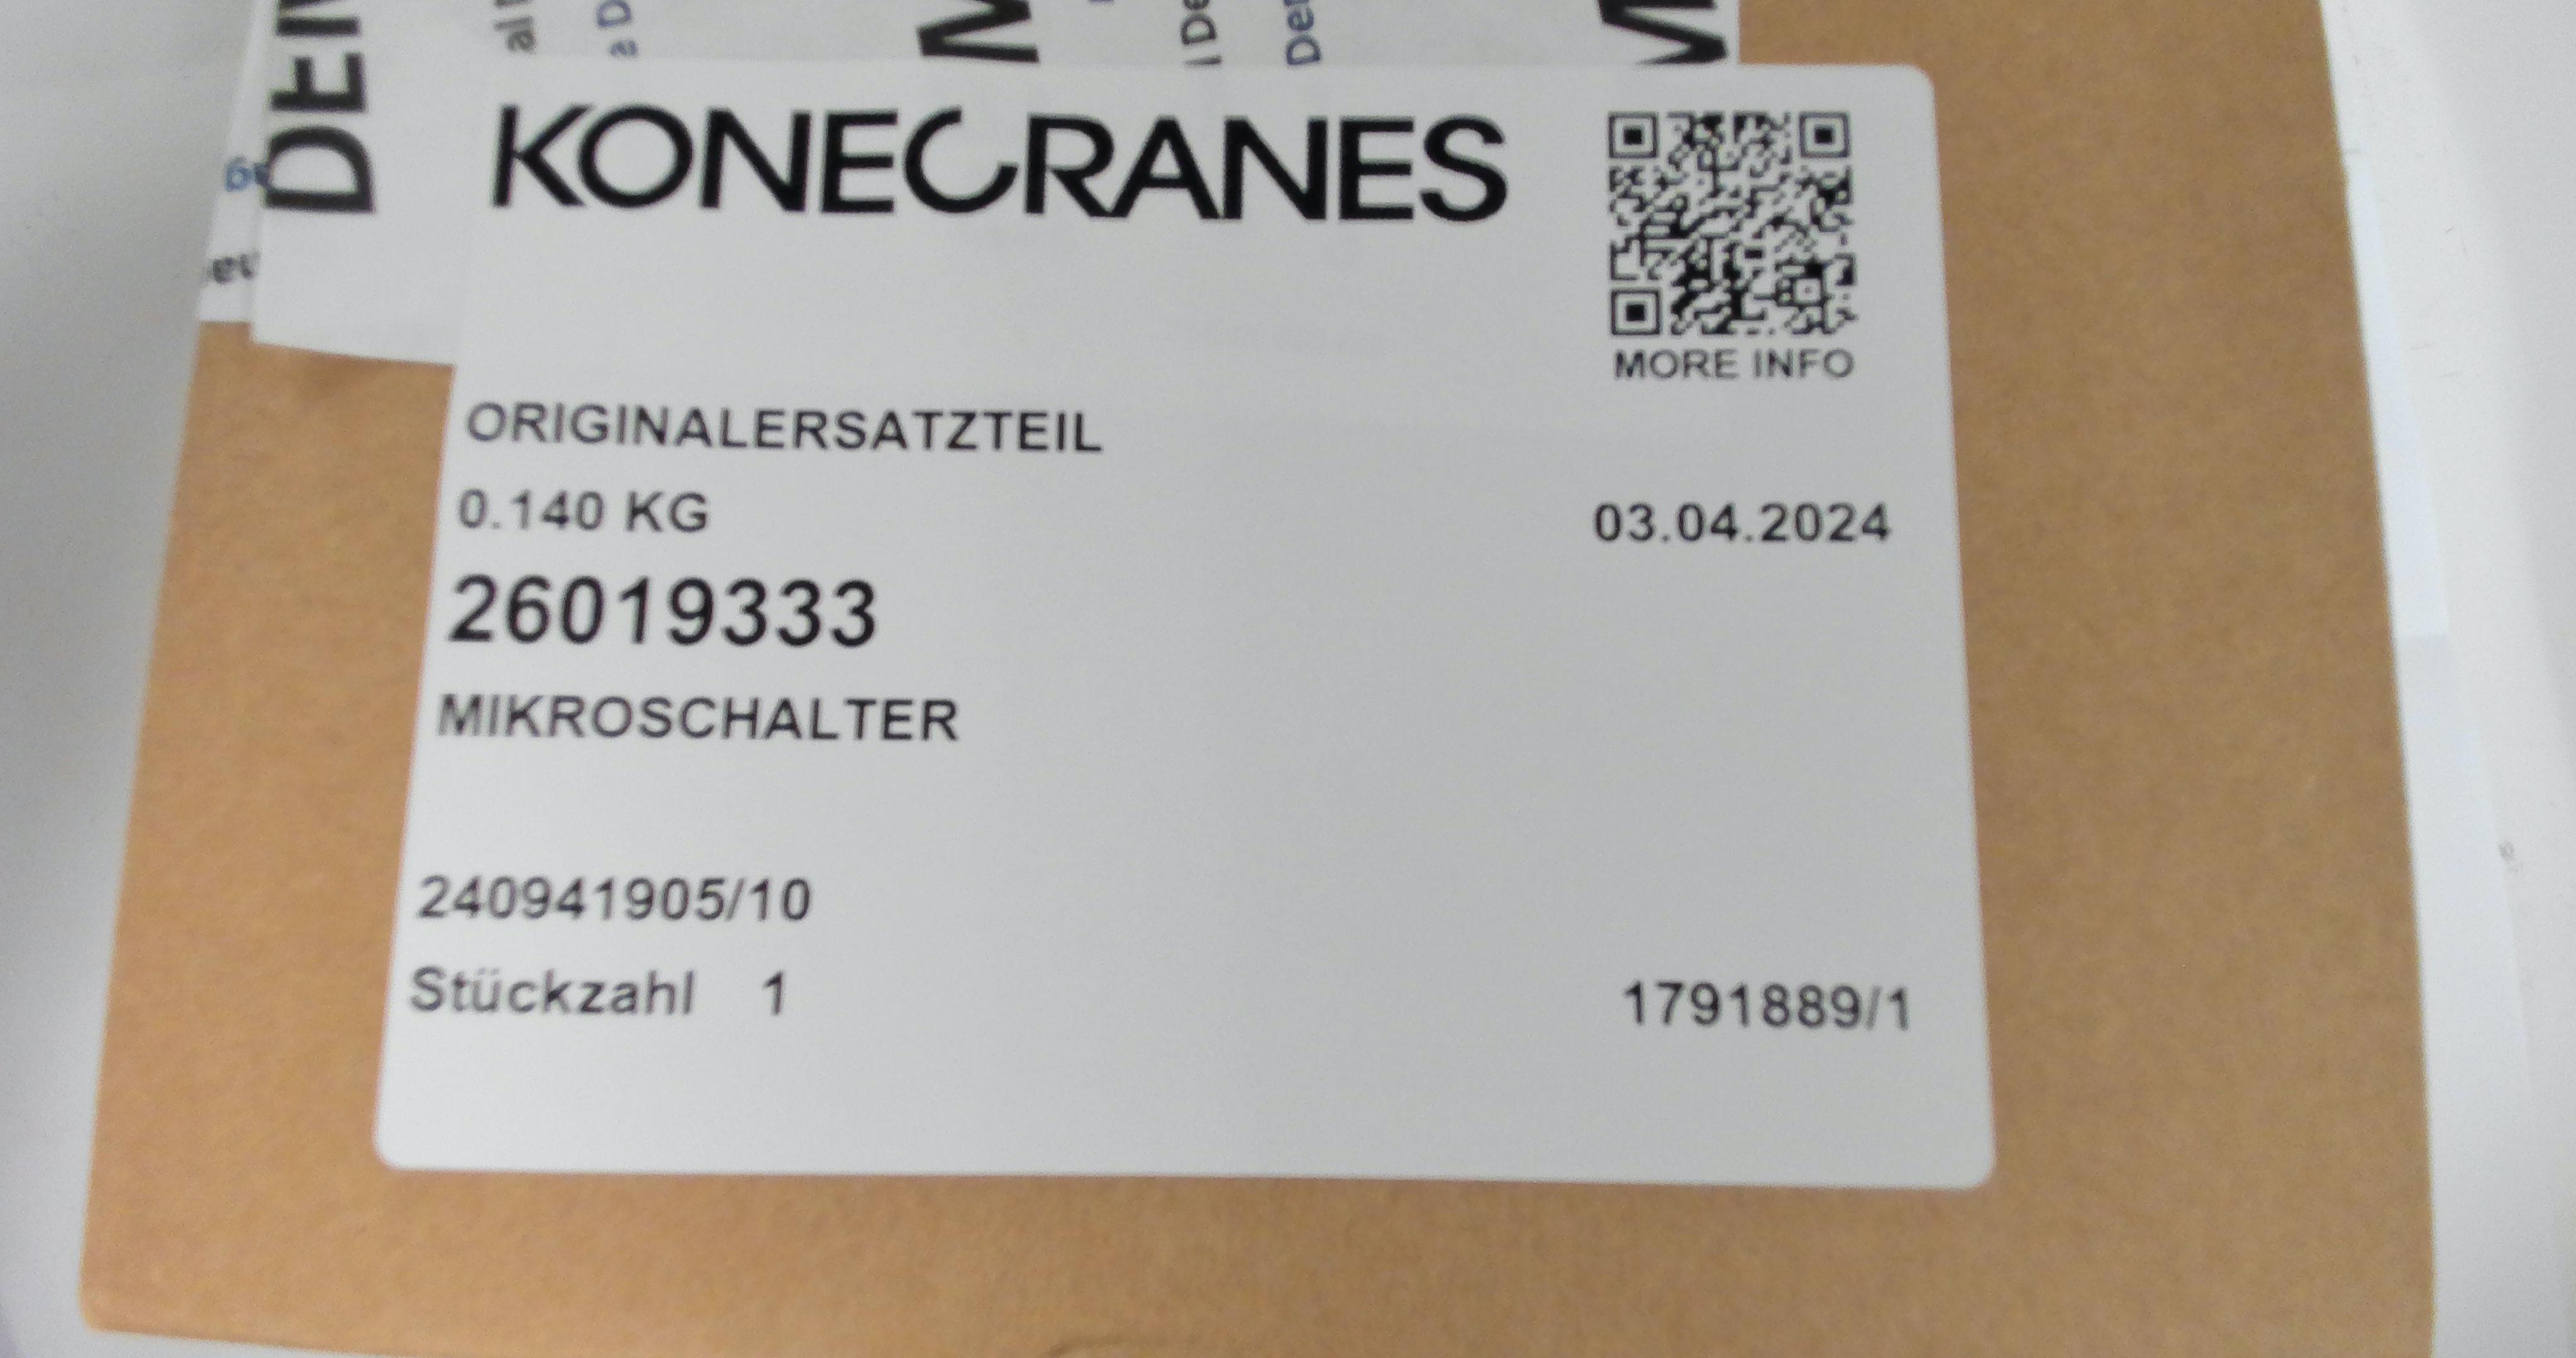 KONECRANES
MORE INFO
ORIGINALERSATZTEIL
0.140 KG
03.04.2024
26019333
MIKROSCHALTER
240941905/10
Stückzahl 1
1791889/1